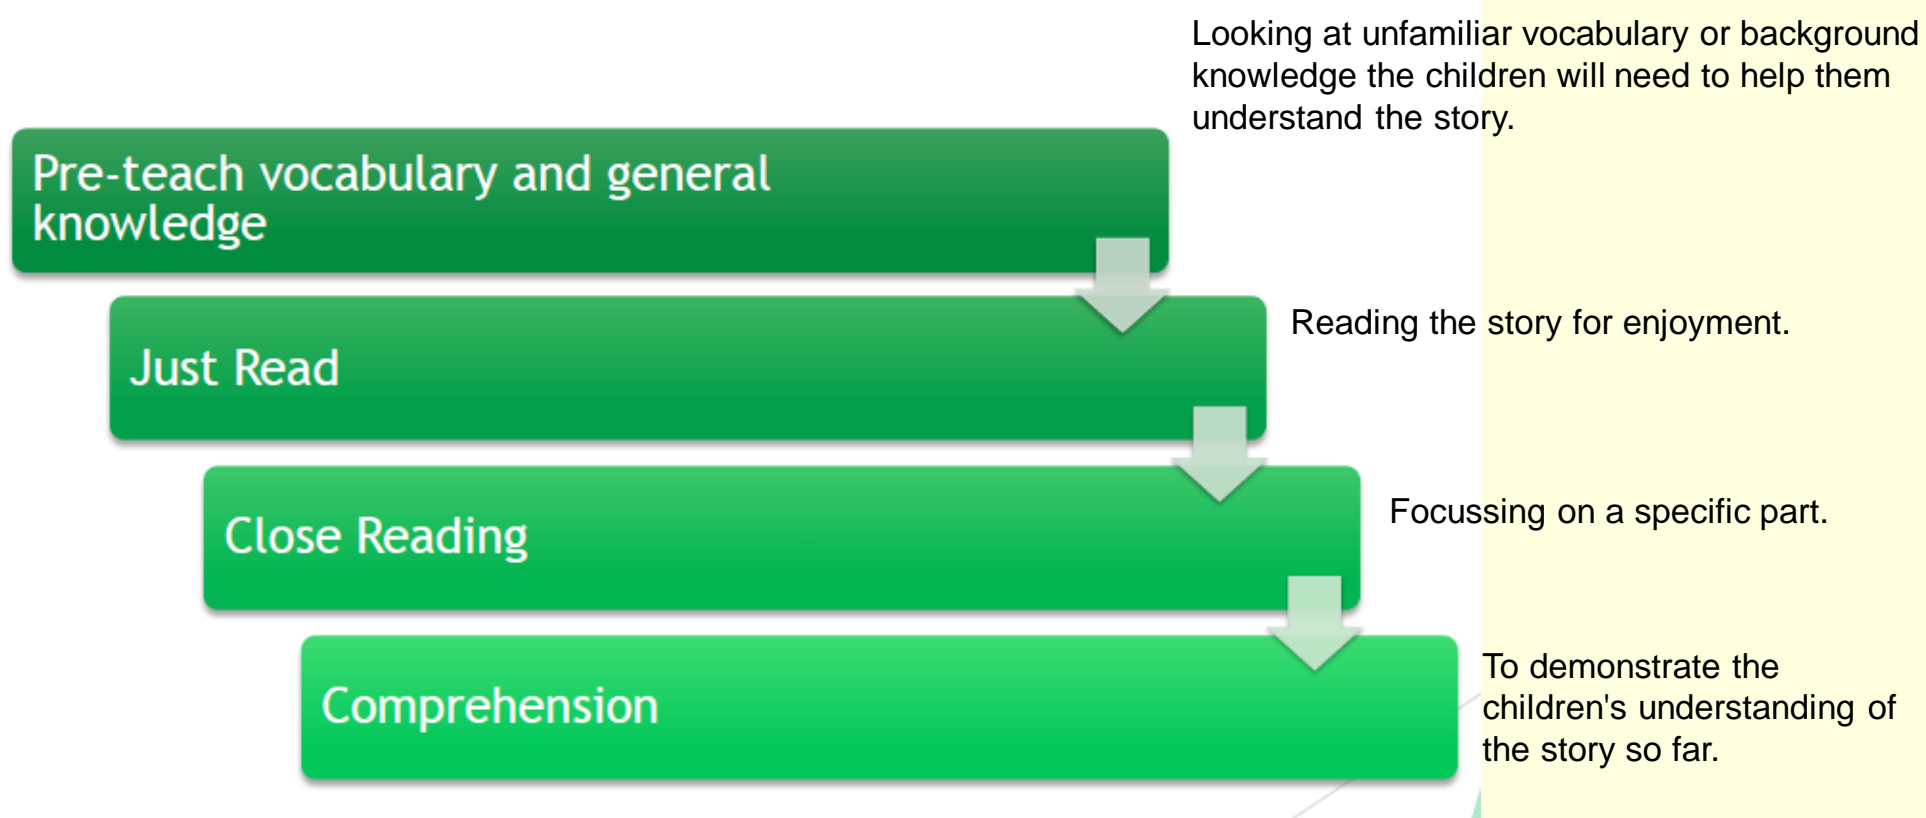 Looking at unfamiliar vocabulary or background
knowledge the children will need to help them
understand the story.
Pre-teach vocabulary and general
knowledge
Reading the story for enjoyment.
Just Read
Focussing on a specific part.
Close Reading
To demonstrate the
children's understanding of
the story so far.
Comprehension